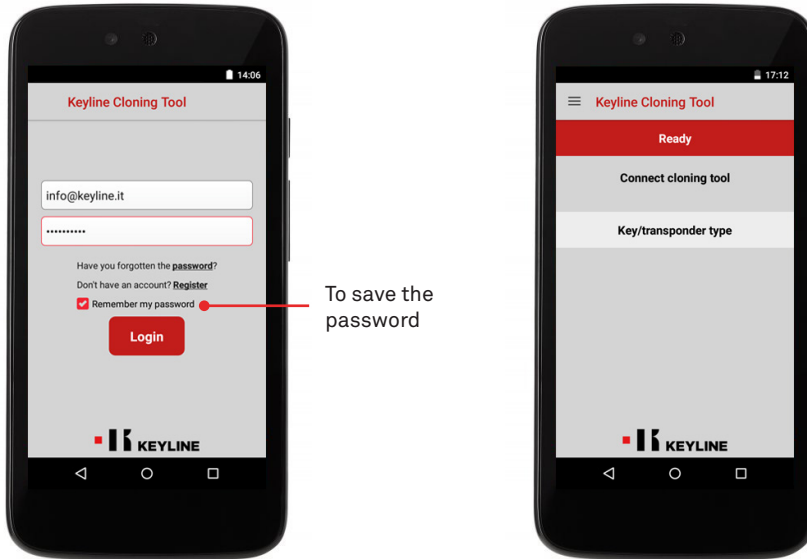 14:06
Keyline Cloning Tool
info@keyline.it
••••••••••
Have you forgotten the password?
Don't have an account? Register
Remember my password
Login
KEYLINE
To save the
password
17:12
Keyline Cloning Tool
Ready
Connect cloning tool
Key/transponder type
KEYLINE